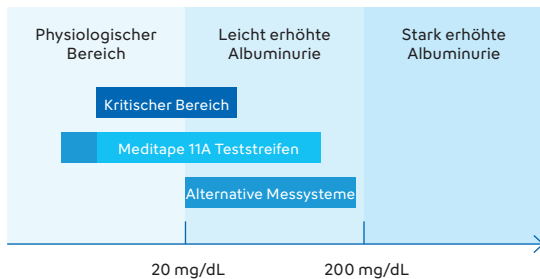 Physiologischer
Bereich
Leicht erhöhte
Albuminurie
Stark erhöhte
Albuminurie
Kritischer Bereich
Meditape 11A Teststreifen
Alternative Messysteme
20 mg/dL
200 mg/dL